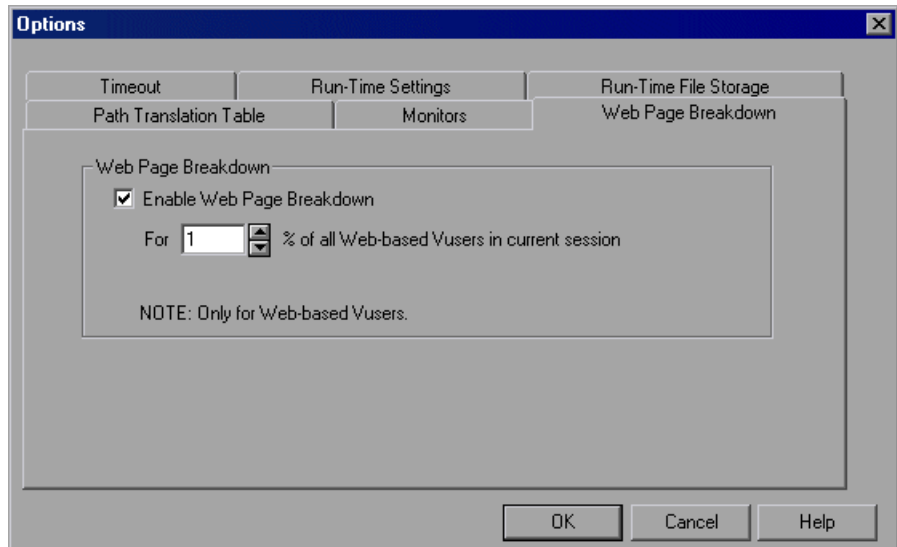 Options
Timeout
Run-Time Settings
Run-Time File Storage
Path Translation Table
Monitors
Web Page Breakdown
Web Page Breakdown
Enable Web Page Breakdown
For 1 % of all Web-based Vusers in current session
NOTE: Only for Web-based Vusers.
OK
Cancel
Help